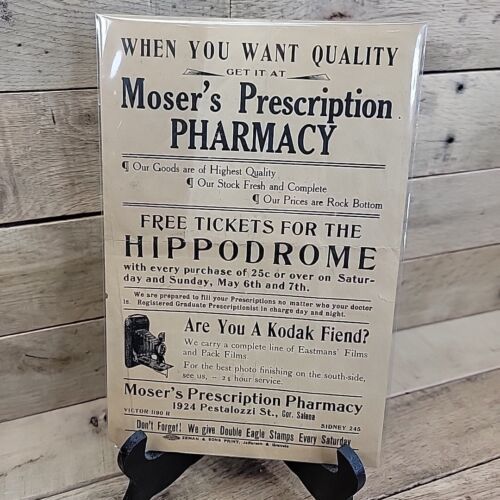 WHEN YOU WANT QUALITY
GET IT AT
Moser's Prescription
PHARMACY
¶ Our Goods are of Highest Quality
¶ Our Stock Fresh and Complete
¶ Our Prices are Rock Bottom
FREE TICKETS FOR THE
HIPPODROME
with every purchase of 25c or over on Satur-
day and Sunday, May 6th and 7th.
We are prepared to fill your Prescriptions no matter who your doctor
is. Registered Graduate Prescriptionist in charge day and night.
Are You A Kodak Fiend?
We carry a complete line of Eastmans' Films
and Pack Films.
For the best photo finishing on the south-side,
see us, - 24 hour service.
Moser's Prescription Pharmacy
1924 Pestalozzi St., Cor. Salena
VICTOR 1190 R
SIDNEY 245
Don't Forget! We give Double Eagle Stamps Every Saturday
& SONS PRINT, Jefferson &